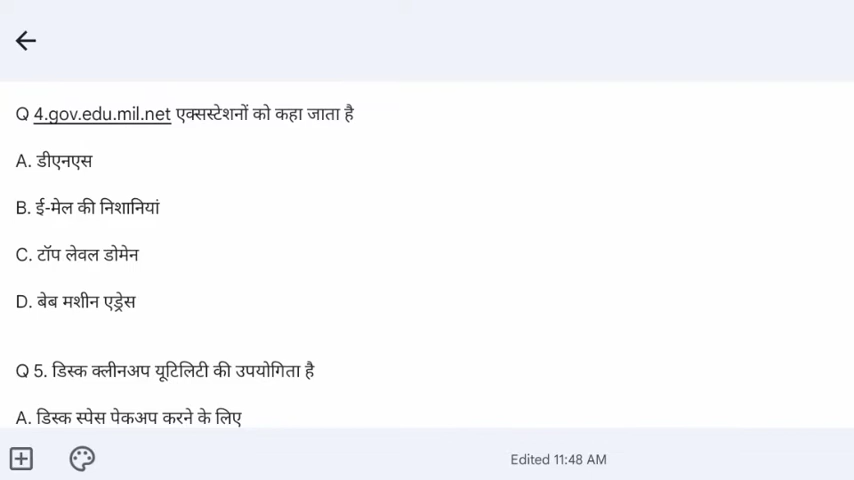 Q 4.gov.edu.mil.net एक्सस्टेशनों को कहा जाता है
A. डीएनएस
B. ई-मेल की निशानियां
C. टॉप लेवल डोमेन
D. बेब मशीन एड्रेस
Q 5. डिस्क क्लीनअप यूटिलिटी की उपयोगिता है
A. डिस्क स्पेस पेकअप करने के लिए
Edited 11:48 AM